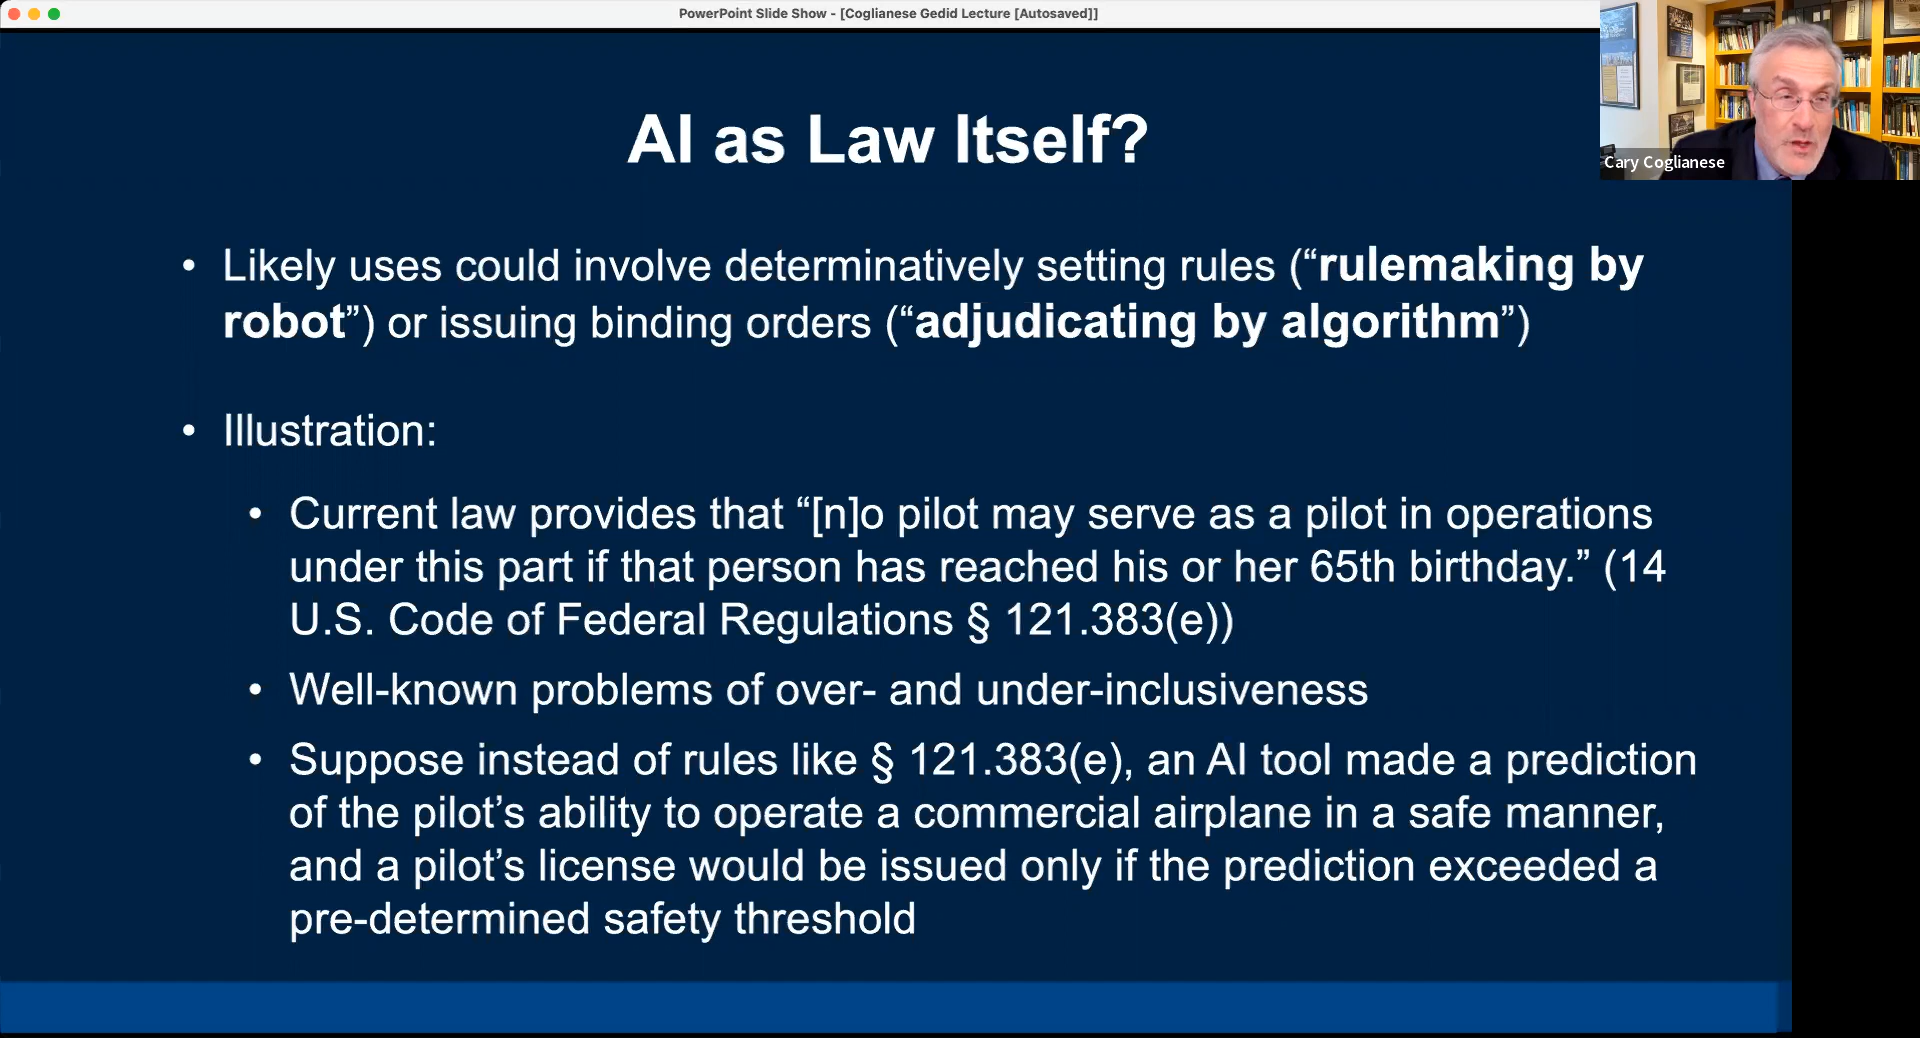 PowerPoint Slide Show - [Coglianese Gedid Lecture [Autosaved]]
Cary Coglianese
AI as Law Itself?
• Likely uses could involve determinatively setting rules (“rulemaking by
robot”) or issuing binding orders (“adjudicating by algorithm”)
• Illustration:
• Current law provides that “[n]o pilot may serve as a pilot in operations
under this part if that person has reached his or her 65th birthday.” (14
U.S. Code of Federal Regulations § 121.383(e))
• Well-known problems of over- and under-inclusiveness
• Suppose instead of rules like § 121.383(e), an AI tool made a prediction
of the pilot’s ability to operate a commercial airplane in a safe manner,
and a pilot’s license would be issued only if the prediction exceeded a
pre-determined safety threshold